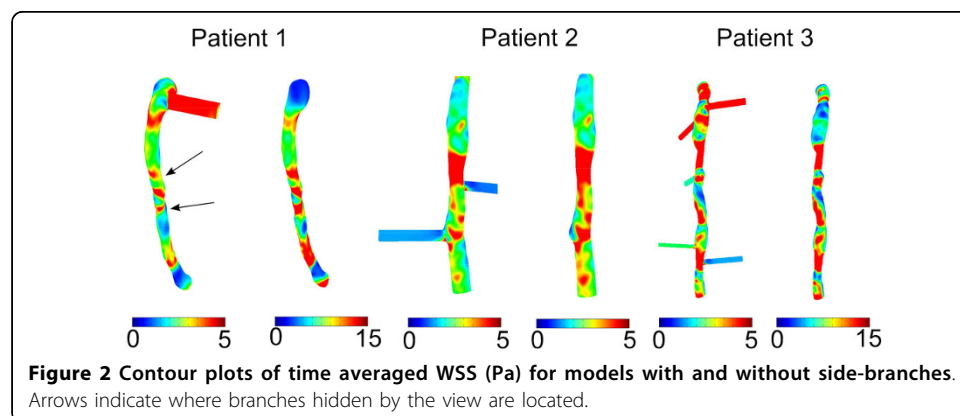 Patient 1 Patient 2 Patient 3
0 5 0 15 0 5 0 5 0 5 0 15
Figure 2 Contour plots of time averaged WSS (Pa) for models with and without side-branches.
Arrows indicate where branches hidden by the view are located.